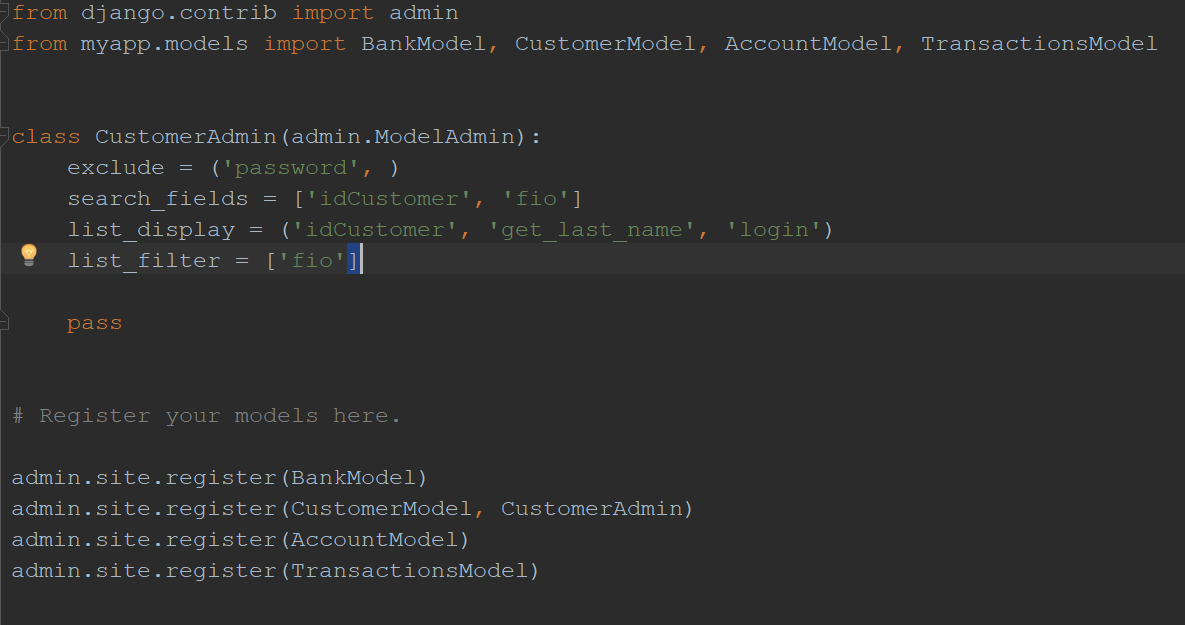 from django.contrib import admin
from myapp.models import BankModel, CustomerModel, AccountModel, TransactionsModel
class CustomerAdmin(admin.ModelAdmin):
    exclude = ('password', )
    search_fields = ['idCustomer', 'fio']
    list_display = ('idCustomer', 'get_last_name', 'login')
    list_filter = ['fio']
    pass
# Register your models here.
admin.site.register(BankModel)
admin.site.register(CustomerModel, CustomerAdmin)
admin.site.register(AccountModel)
admin.site.register(TransactionsModel)